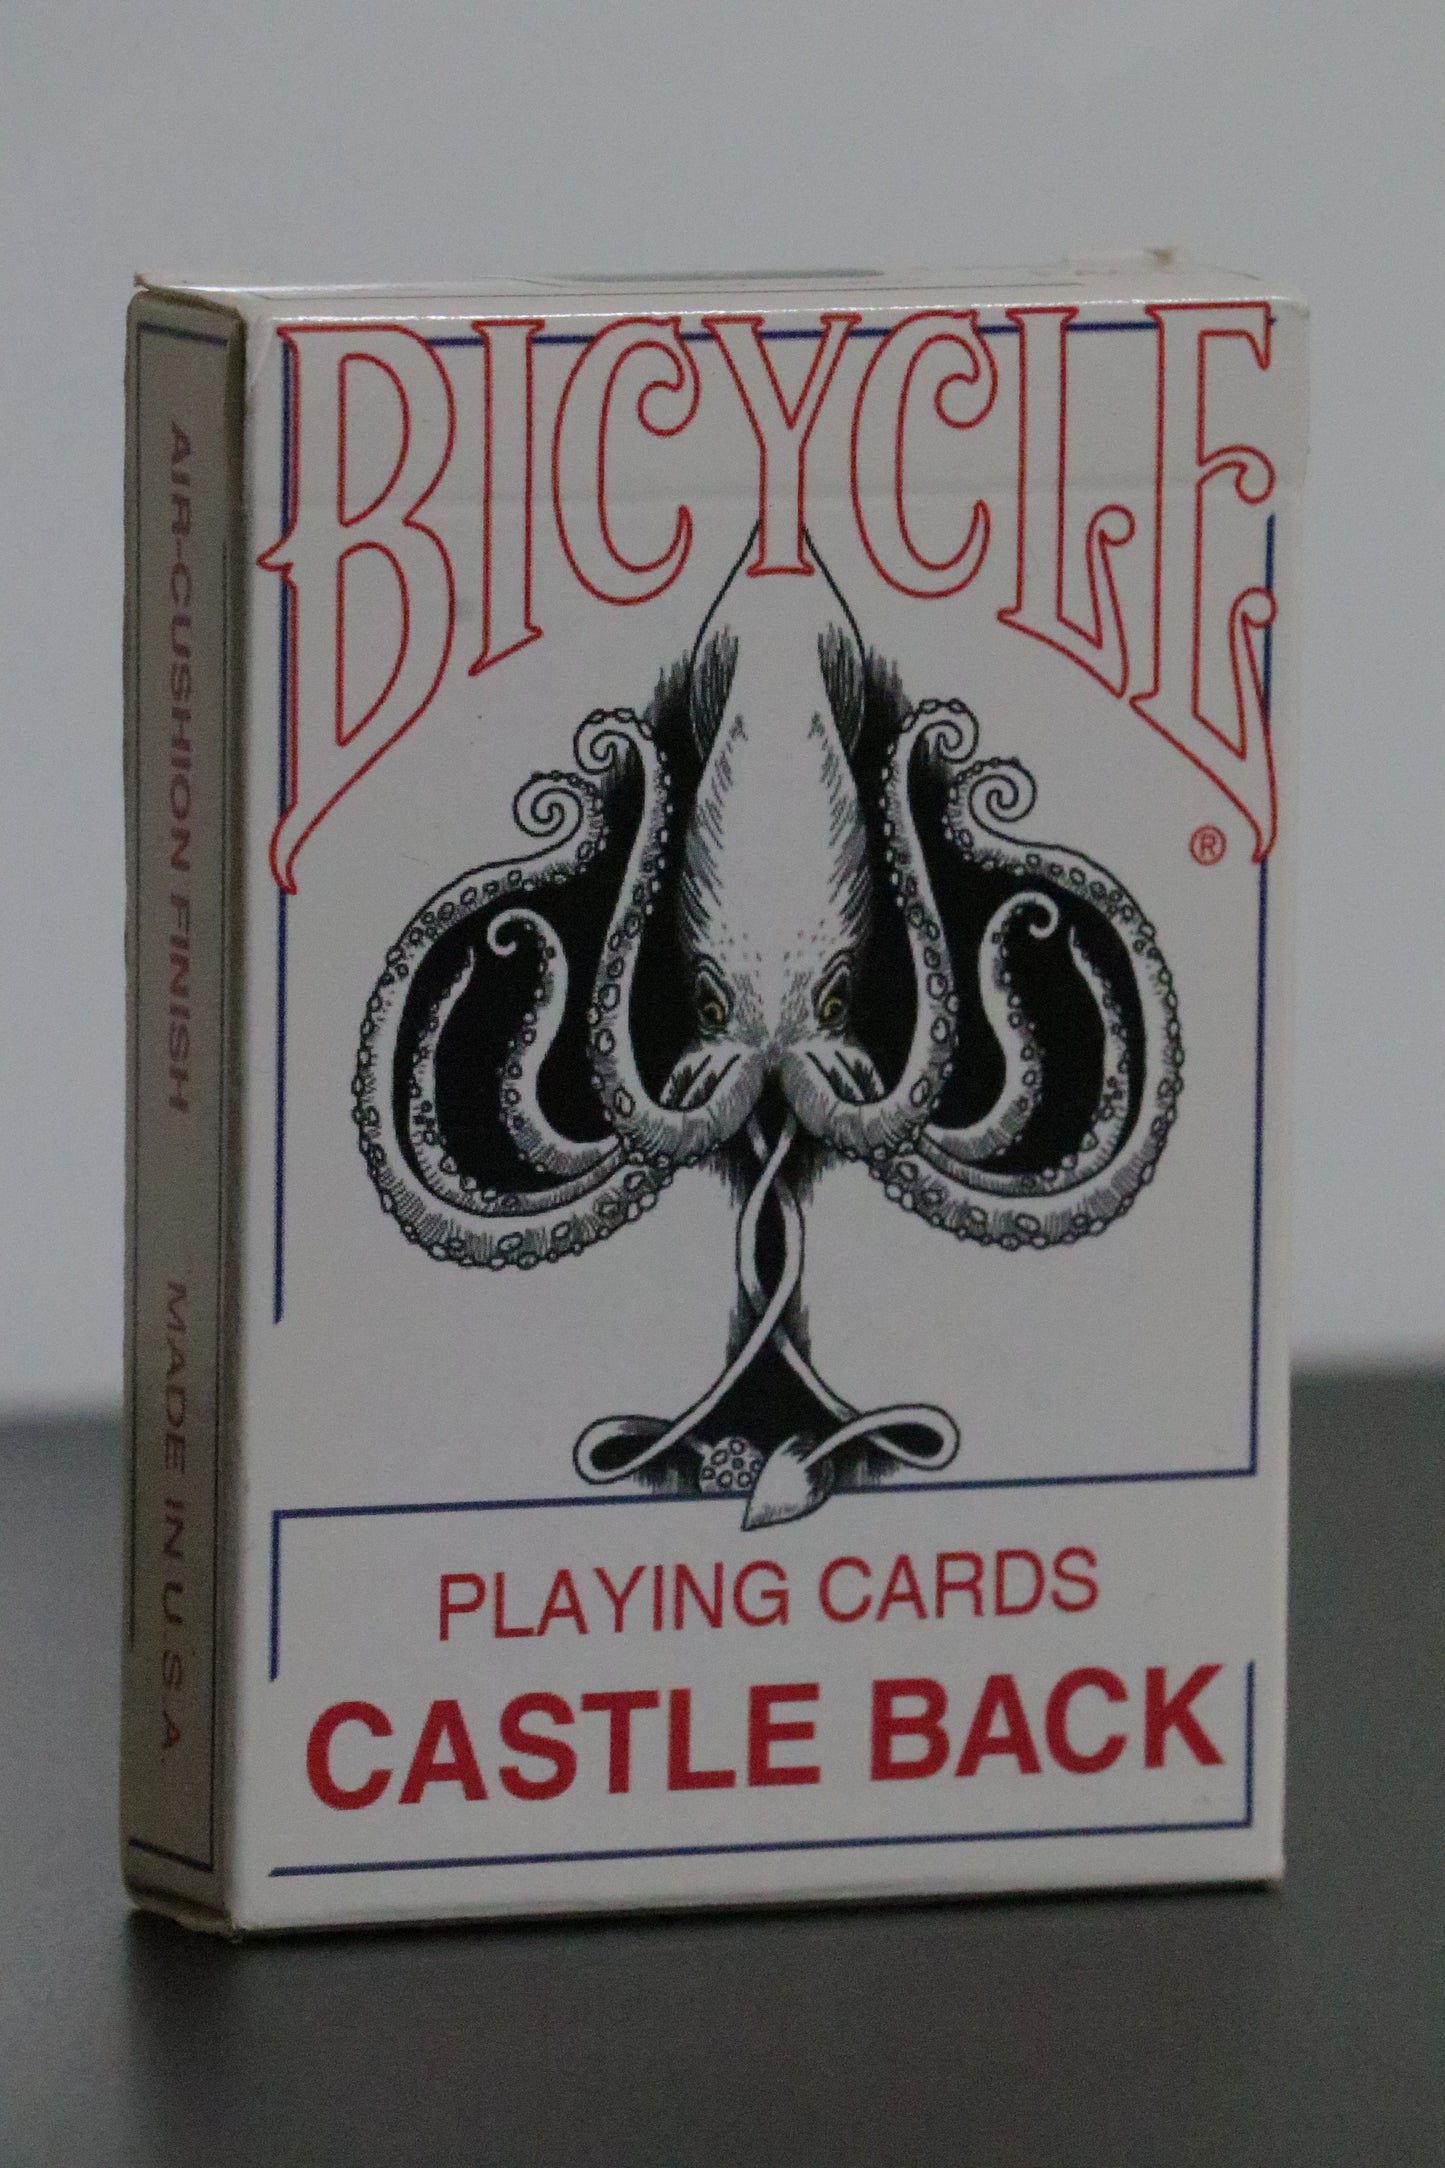 BICYCLE
®
PLAYING CARDS
CASTLE BACK
AIR-CUSHION FINISH MADE IN U.S.A.